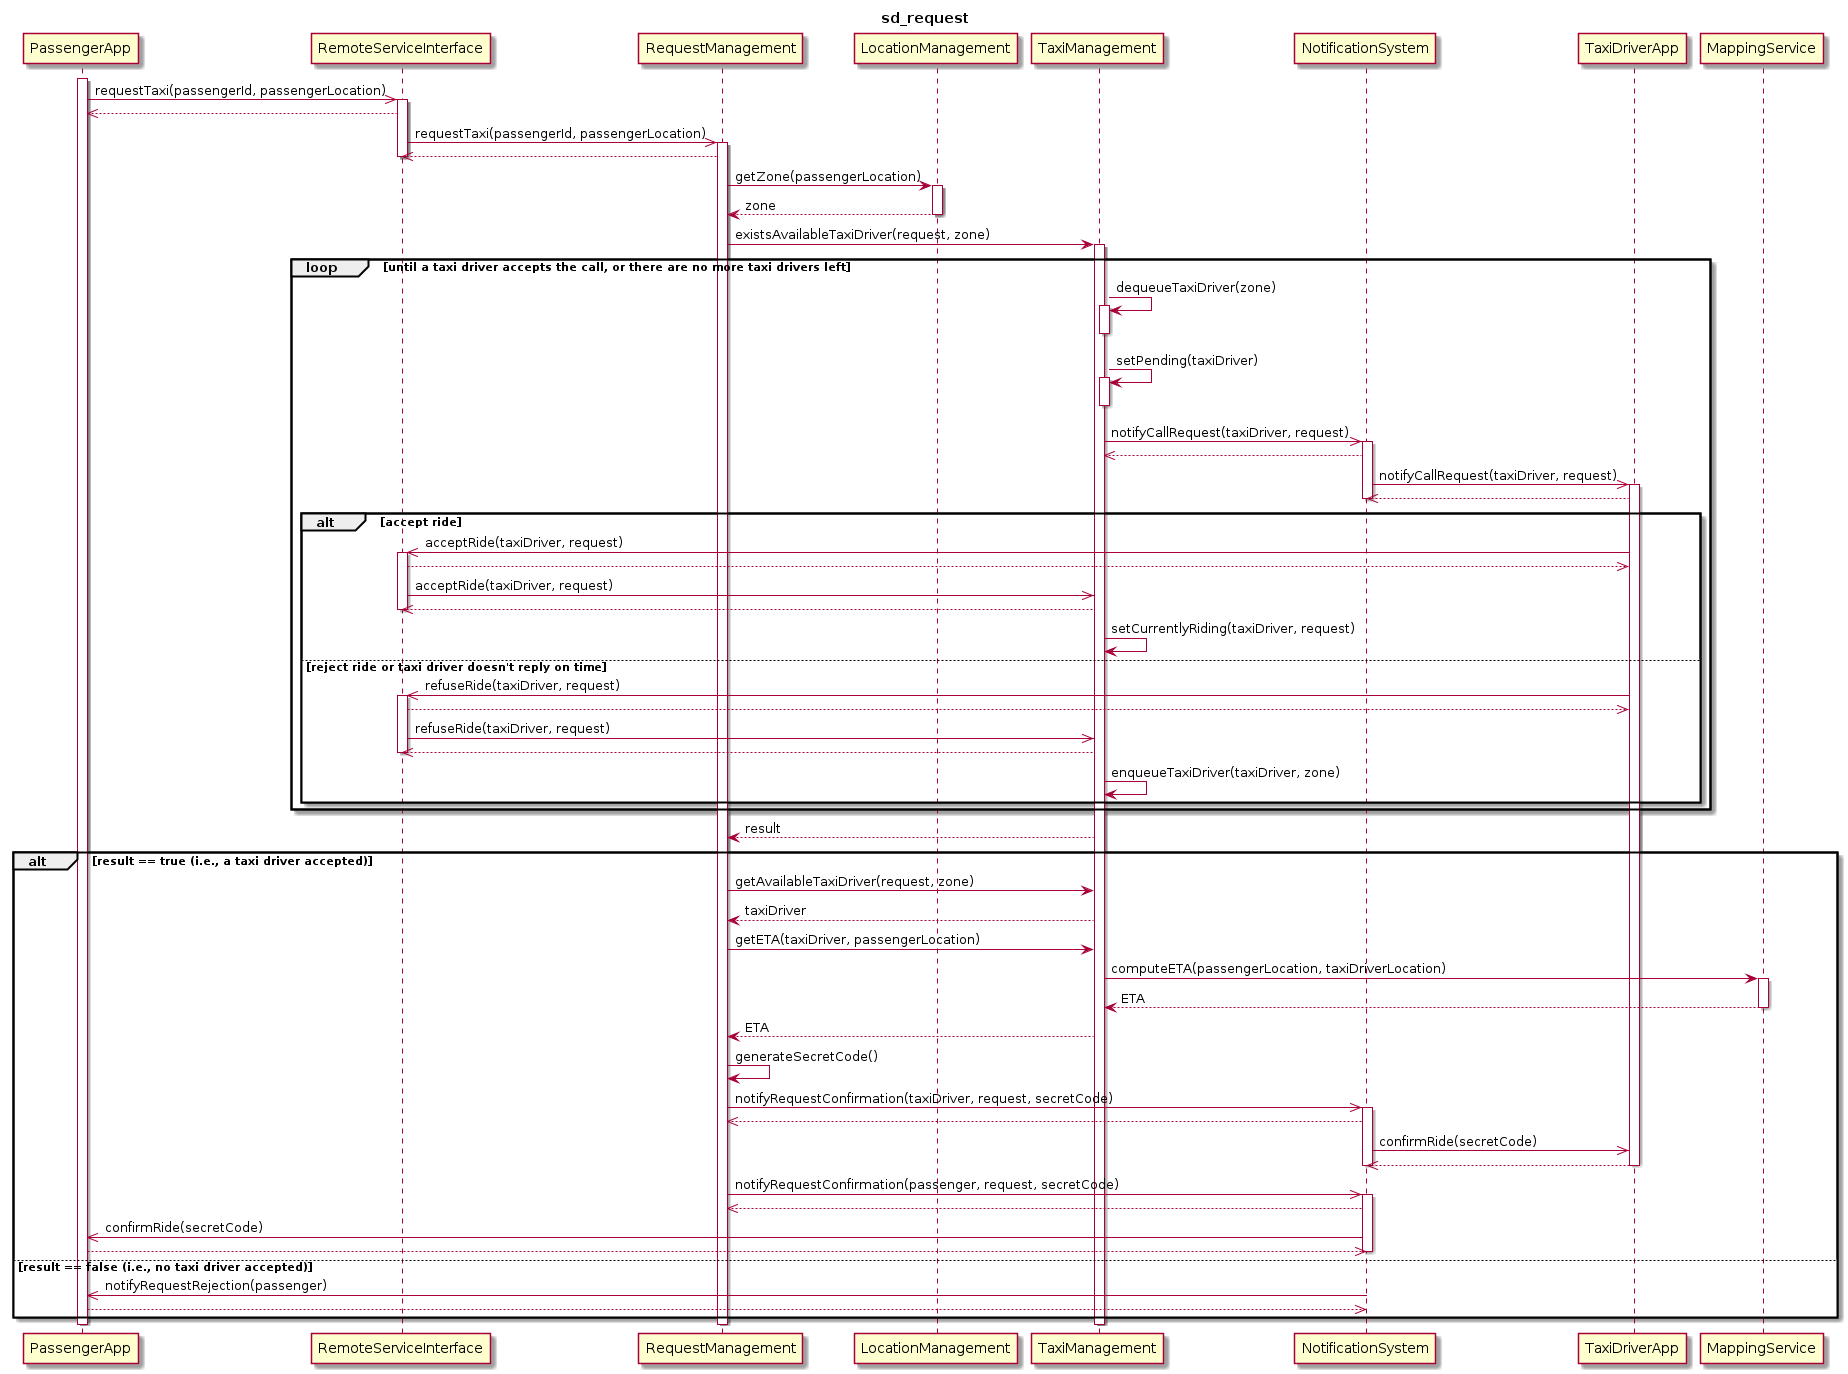 sd_request
PassengerApp
RemoteServiceInterface
RequestManagement
LocationManagement
TaxiManagement
NotificationSystem
TaxiDriverApp
MappingService
requestTaxi(passengerId, passengerLocation)
requestTaxi(passengerId, passengerLocation)
getZone(passengerLocation)
zone
existsAvailableTaxiDriver(request, zone)
loop
[until a taxi driver accepts the call, or there are no more taxi drivers left]
dequeueTaxiDriver(zone)
setPending(taxiDriver)
notifyCallRequest(taxiDriver, request)
notifyCallRequest(taxiDriver, request)
alt
[accept ride]
acceptRide(taxiDriver, request)
acceptRide(taxiDriver, request)
setCurrentlyRiding(taxiDriver, request)
[reject ride or taxi driver doesn't reply on time]
refuseRide(taxiDriver, request)
refuseRide(taxiDriver, request)
enqueueTaxiDriver(taxiDriver, zone)
result
alt
[result == true (i.e., a taxi driver accepted)]
getAvailableTaxiDriver(request, zone)
taxiDriver
getETA(taxiDriver, passengerLocation)
computeETA(passengerLocation, taxiDriverLocation)
ETA
ETA
generateSecretCode()
notifyRequestConfirmation(taxiDriver, request, secretCode)
confirmRide(secretCode)
notifyRequestConfirmation(passenger, request, secretCode)
confirmRide(secretCode)
[result == false (i.e., no taxi driver accepted)]
notifyRequestRejection(passenger)
PassengerApp
RemoteServiceInterface
RequestManagement
LocationManagement
TaxiManagement
NotificationSystem
TaxiDriverApp
MappingService